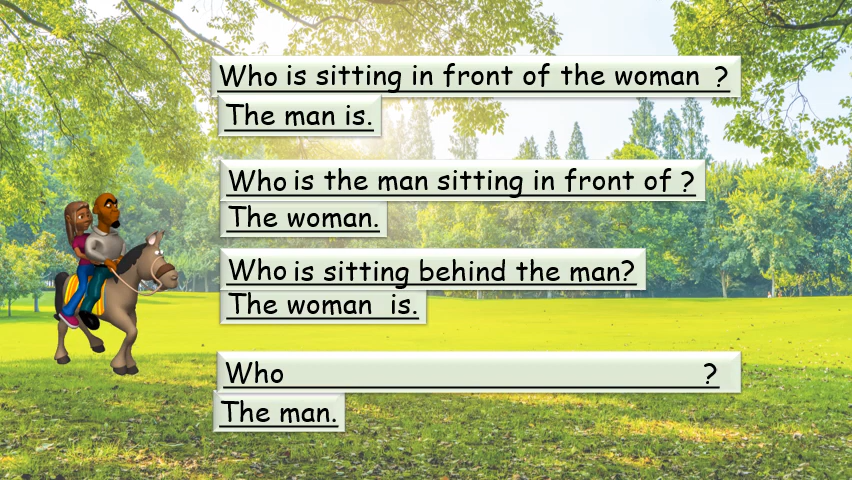 Who is sitting in front of the woman ?
The man is.
Who is the man sitting in front of ?
The woman.
Who is sitting behind the man?
The woman is.
Who ?
The man.